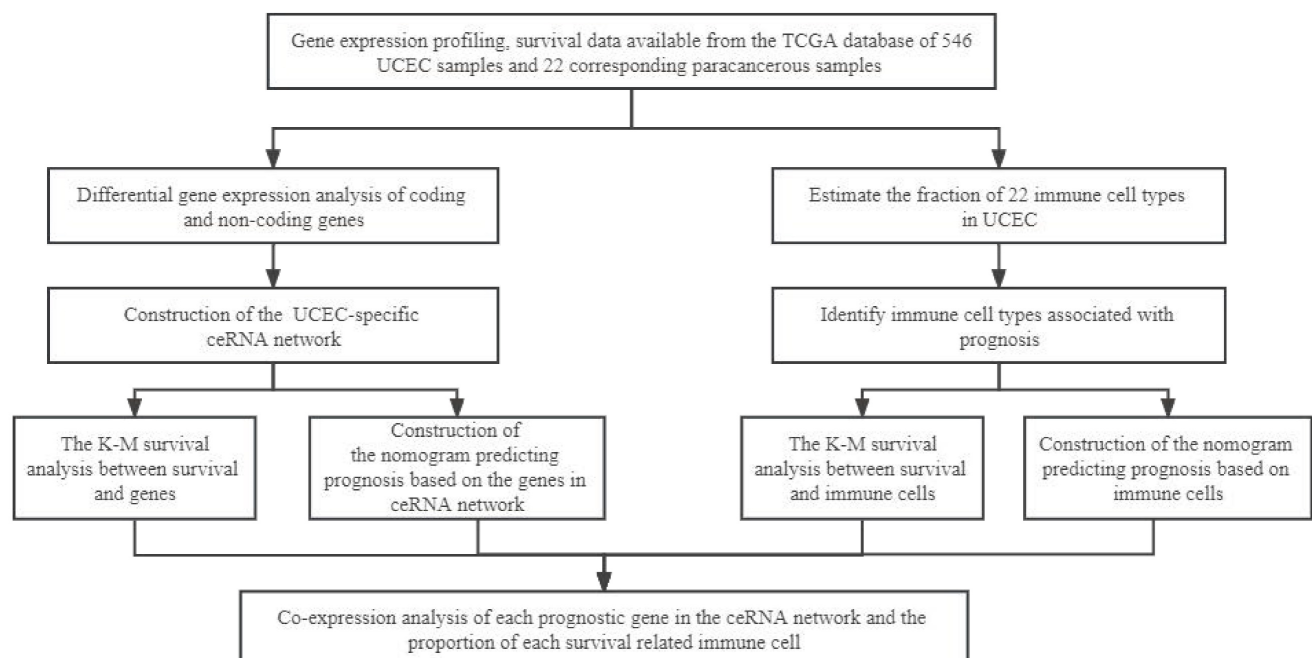 Gene expression profiling, survival data available from the TCGA database of 546
UCEC samples and 22 corresponding paracancerous samples
Differential gene expression analysis of coding
and non-coding genes
Estimate the fraction of 22 immune cell types
in UCEC
Construction of the UCEC-specific
ceRNA network
Identify immune cell types associated with
prognosis
The K-M survival
analysis between survival
and genes
Construction of
the nomogram predicting
prognosis based on the genes in
ceRNA network
The K-M survival
analysis between survival
and immune cells
Construction of the nomogram
predicting prognosis based on
immune cells
Co-expression analysis of each prognostic gene in the ceRNA network and the
proportion of each survival related immune cell